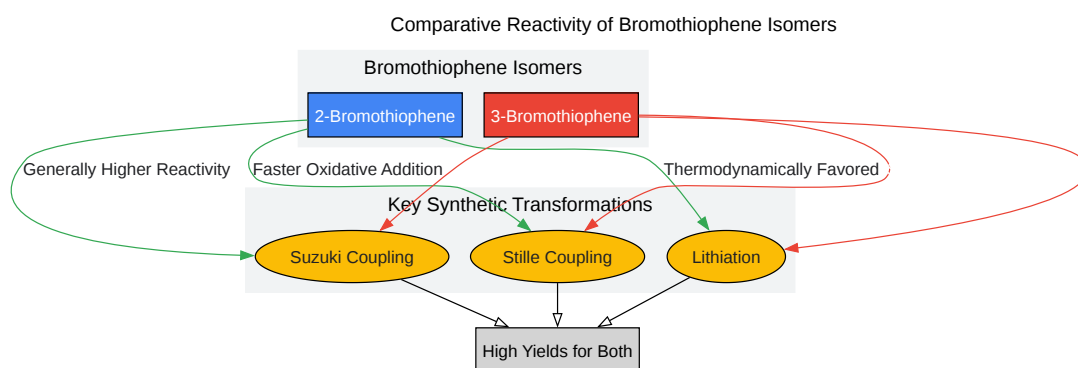 Comparative Reactivity of Bromothiophene Isomers
Bromothiophene Isomers
2-Bromothiophene
3-Bromothiophene
Generally Higher Reactivity
Faster Oxidative Addition
Thermodynamically Favored
Key Synthetic Transformations
Suzuki Coupling
Stille Coupling
Lithiation
High Yields for Both